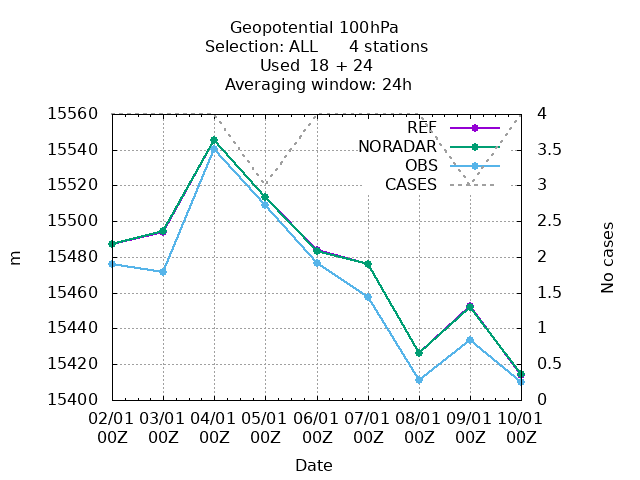 Geopotential 100hPa
Selection: ALL 4 stations
Used 18 + 24
Averaging window: 24h
15560
15540
15520
15500
15480
15460
15440
15420
15400
m
4
3.5
3
2.5
2
1.5
1
0.5
0
No cases
REF
NORADAR
OBS
CASES
02/01 03/01 04/01 05/01 06/01 07/01 08/01 09/01 10/01
00Z 00Z 00Z 00Z 00Z 00Z 00Z 00Z 00Z
Date